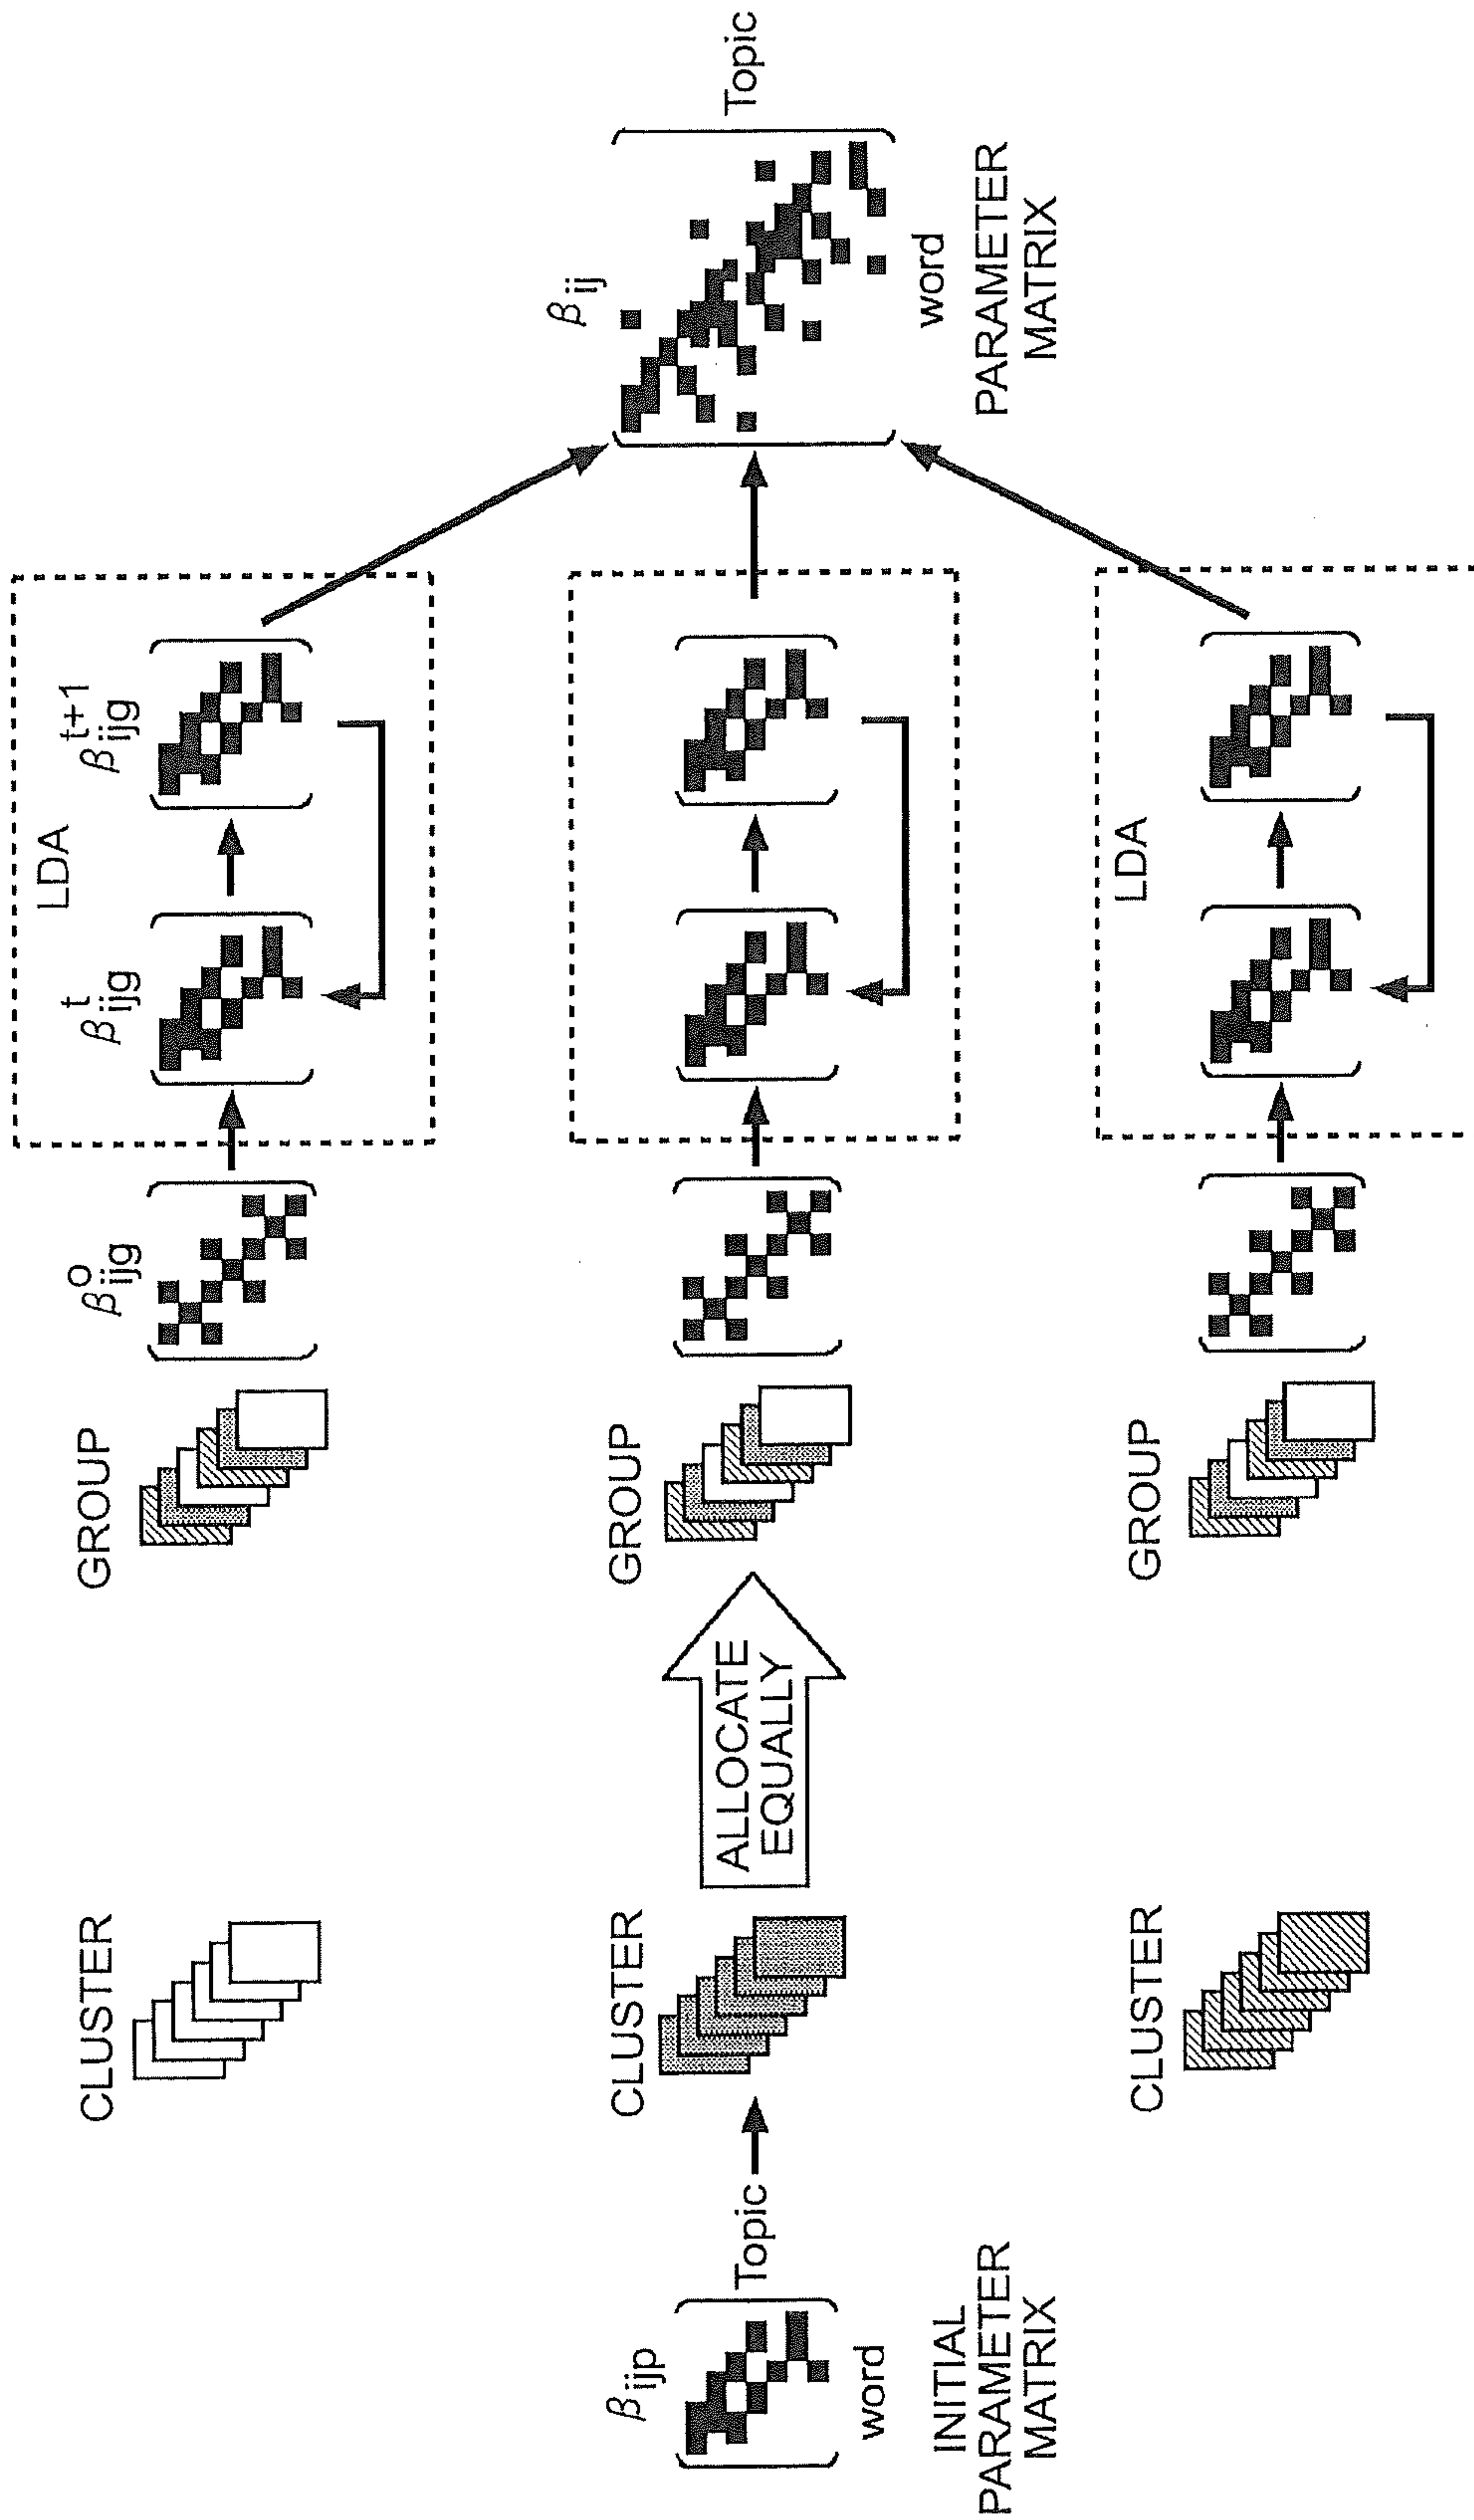 β ijp
Topic
word
INITIAL
PARAMETER
MATRIX
CLUSTER
CLUSTER
CLUSTER
ALLOCATE
EQUALLY
GROUP
GROUP
GROUP
β o ijg
LDA
β t ijg
β t+1 ijg
LDA
β ij
Topic
word
PARAMETER
MATRIX